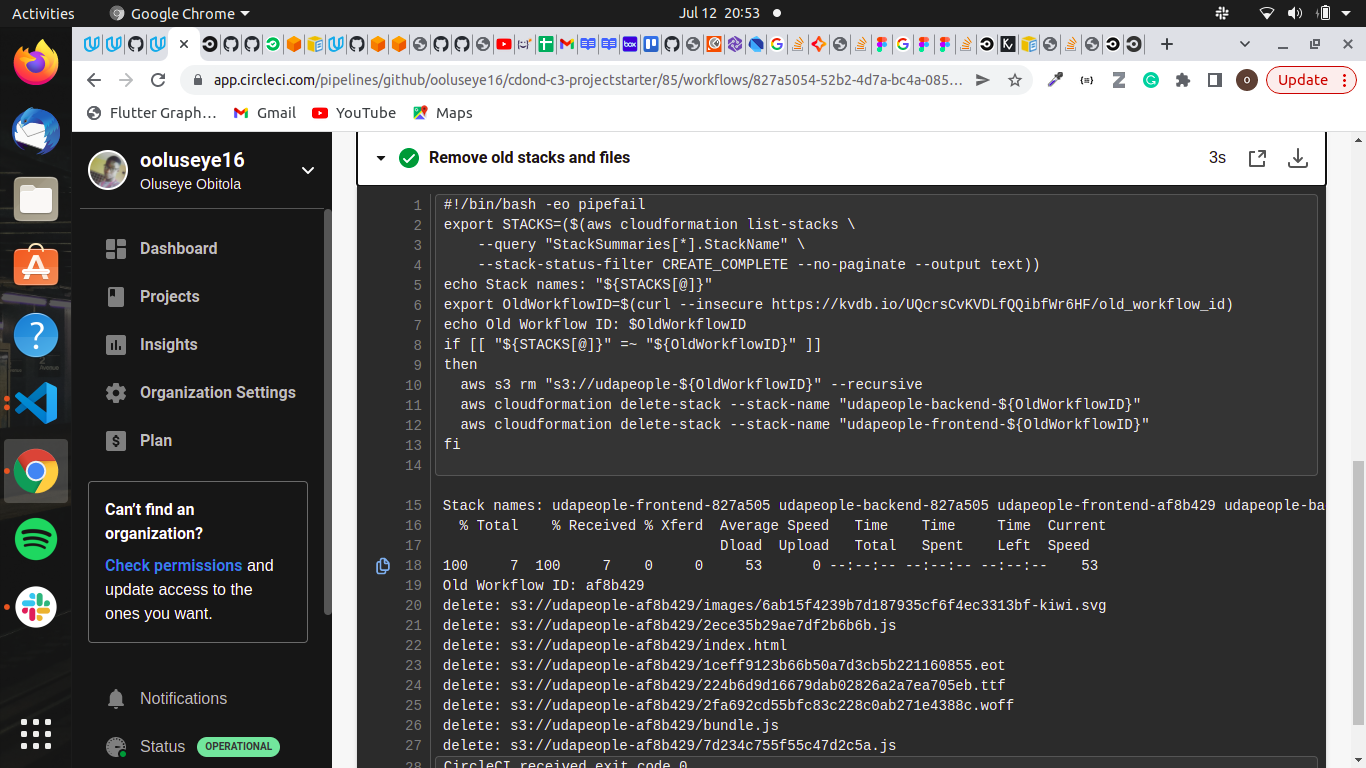 Activities
Google Chrome
Jul 12 20:53
app.circleci.com/pipelines/github/ooluseye16/cdond-c3-projectstarter/85/workflows/827a5054-52b2-4d7a-bc4a-085…
Update
Flutter Graph…
Gmail
YouTube
Maps
ooluseye16
Oluseye Obitola
Dashboard
Projects
Insights
Organization Settings
Plan
Can't find an
organization?
Check permissions and
update access to the
ones you want.
Notifications
Status OPERATIONAL
Remove old stacks and files
3s
1 #!/bin/bash -eo pipefail
2 export STACKS=($(aws cloudformation list-stacks \
3 --query "StackSummaries[*].StackName" \
4 --stack-status-filter CREATE_COMPLETE --no-paginate --output text))
5 echo Stack names: "${STACKS[@]}"
6 export OldWorkflowID=$(curl --insecure https://kvdb.io/UQcrsCvKVDLfQQibfWr6HF/old_workflow_id)
7 echo Old Workflow ID: $OldWorkflowID
8 if [[ "${STACKS[@]}" =~ "${OldWorkflowID}" ]]
9 then
10 aws s3 rm "s3://udapeople-${OldWorkflowID}" --recursive
11 aws cloudformation delete-stack --stack-name "udapeople-backend-${OldWorkflowID}"
12 aws cloudformation delete-stack --stack-name "udapeople-frontend-${OldWorkflowID}"
13 fi
14
15 Stack names: udapeople-frontend-827a505 udapeople-backend-827a505 udapeople-frontend-af8b429 udapeople-ba
16 % Total % Received % Xferd Average Speed Time Time Time Current
17 Dload Upload Total Spent Left Speed
18 100 7 100 7 0 0 53 0 --:--:-- --:--:-- --:--:-- 53
19 Old Workflow ID: af8b429
20 delete: s3://udapeople-af8b429/images/6ab15f4239b7d187935cf6f4ec3313bf-kiwi.svg
21 delete: s3://udapeople-af8b429/2ece35b29ae7df2b6b6b.js
22 delete: s3://udapeople-af8b429/index.html
23 delete: s3://udapeople-af8b429/1ceff9123b66b50a7d3cb5b221160855.eot
24 delete: s3://udapeople-af8b429/224b6d9d16679dab02826a2a7ea705eb.ttf
25 delete: s3://udapeople-af8b429/2fa692cd55bfc83c228c0ab271e4388c.woff
26 delete: s3://udapeople-af8b429/bundle.js
27 delete: s3://udapeople-af8b429/7d234c755f55c47d2c5a.js
28 CircleCI received exit code 0